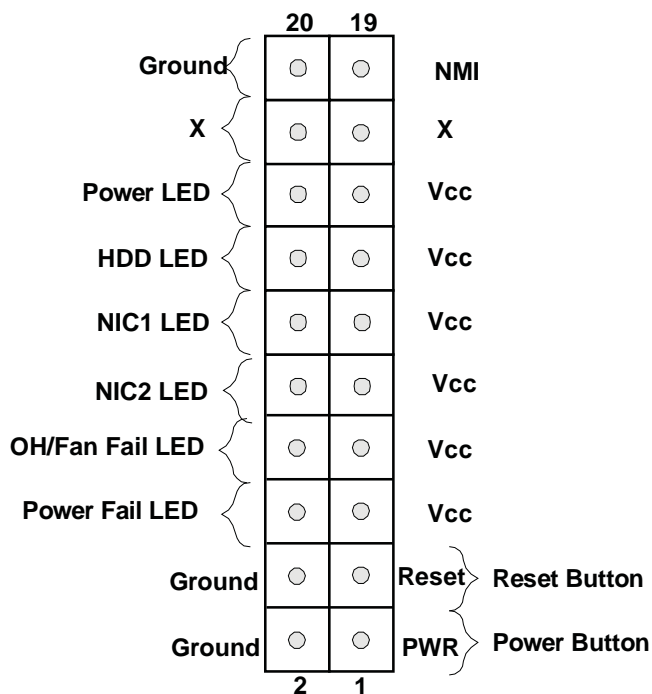 20 19
Ground NMI
X X
Power LED Vcc
HDD LED Vcc
NIC1 LED Vcc
NIC2 LED Vcc
OH/Fan Fail LED Vcc
Power Fail LED Vcc
Ground Reset Reset Button
Ground PWR Power Button
2 1